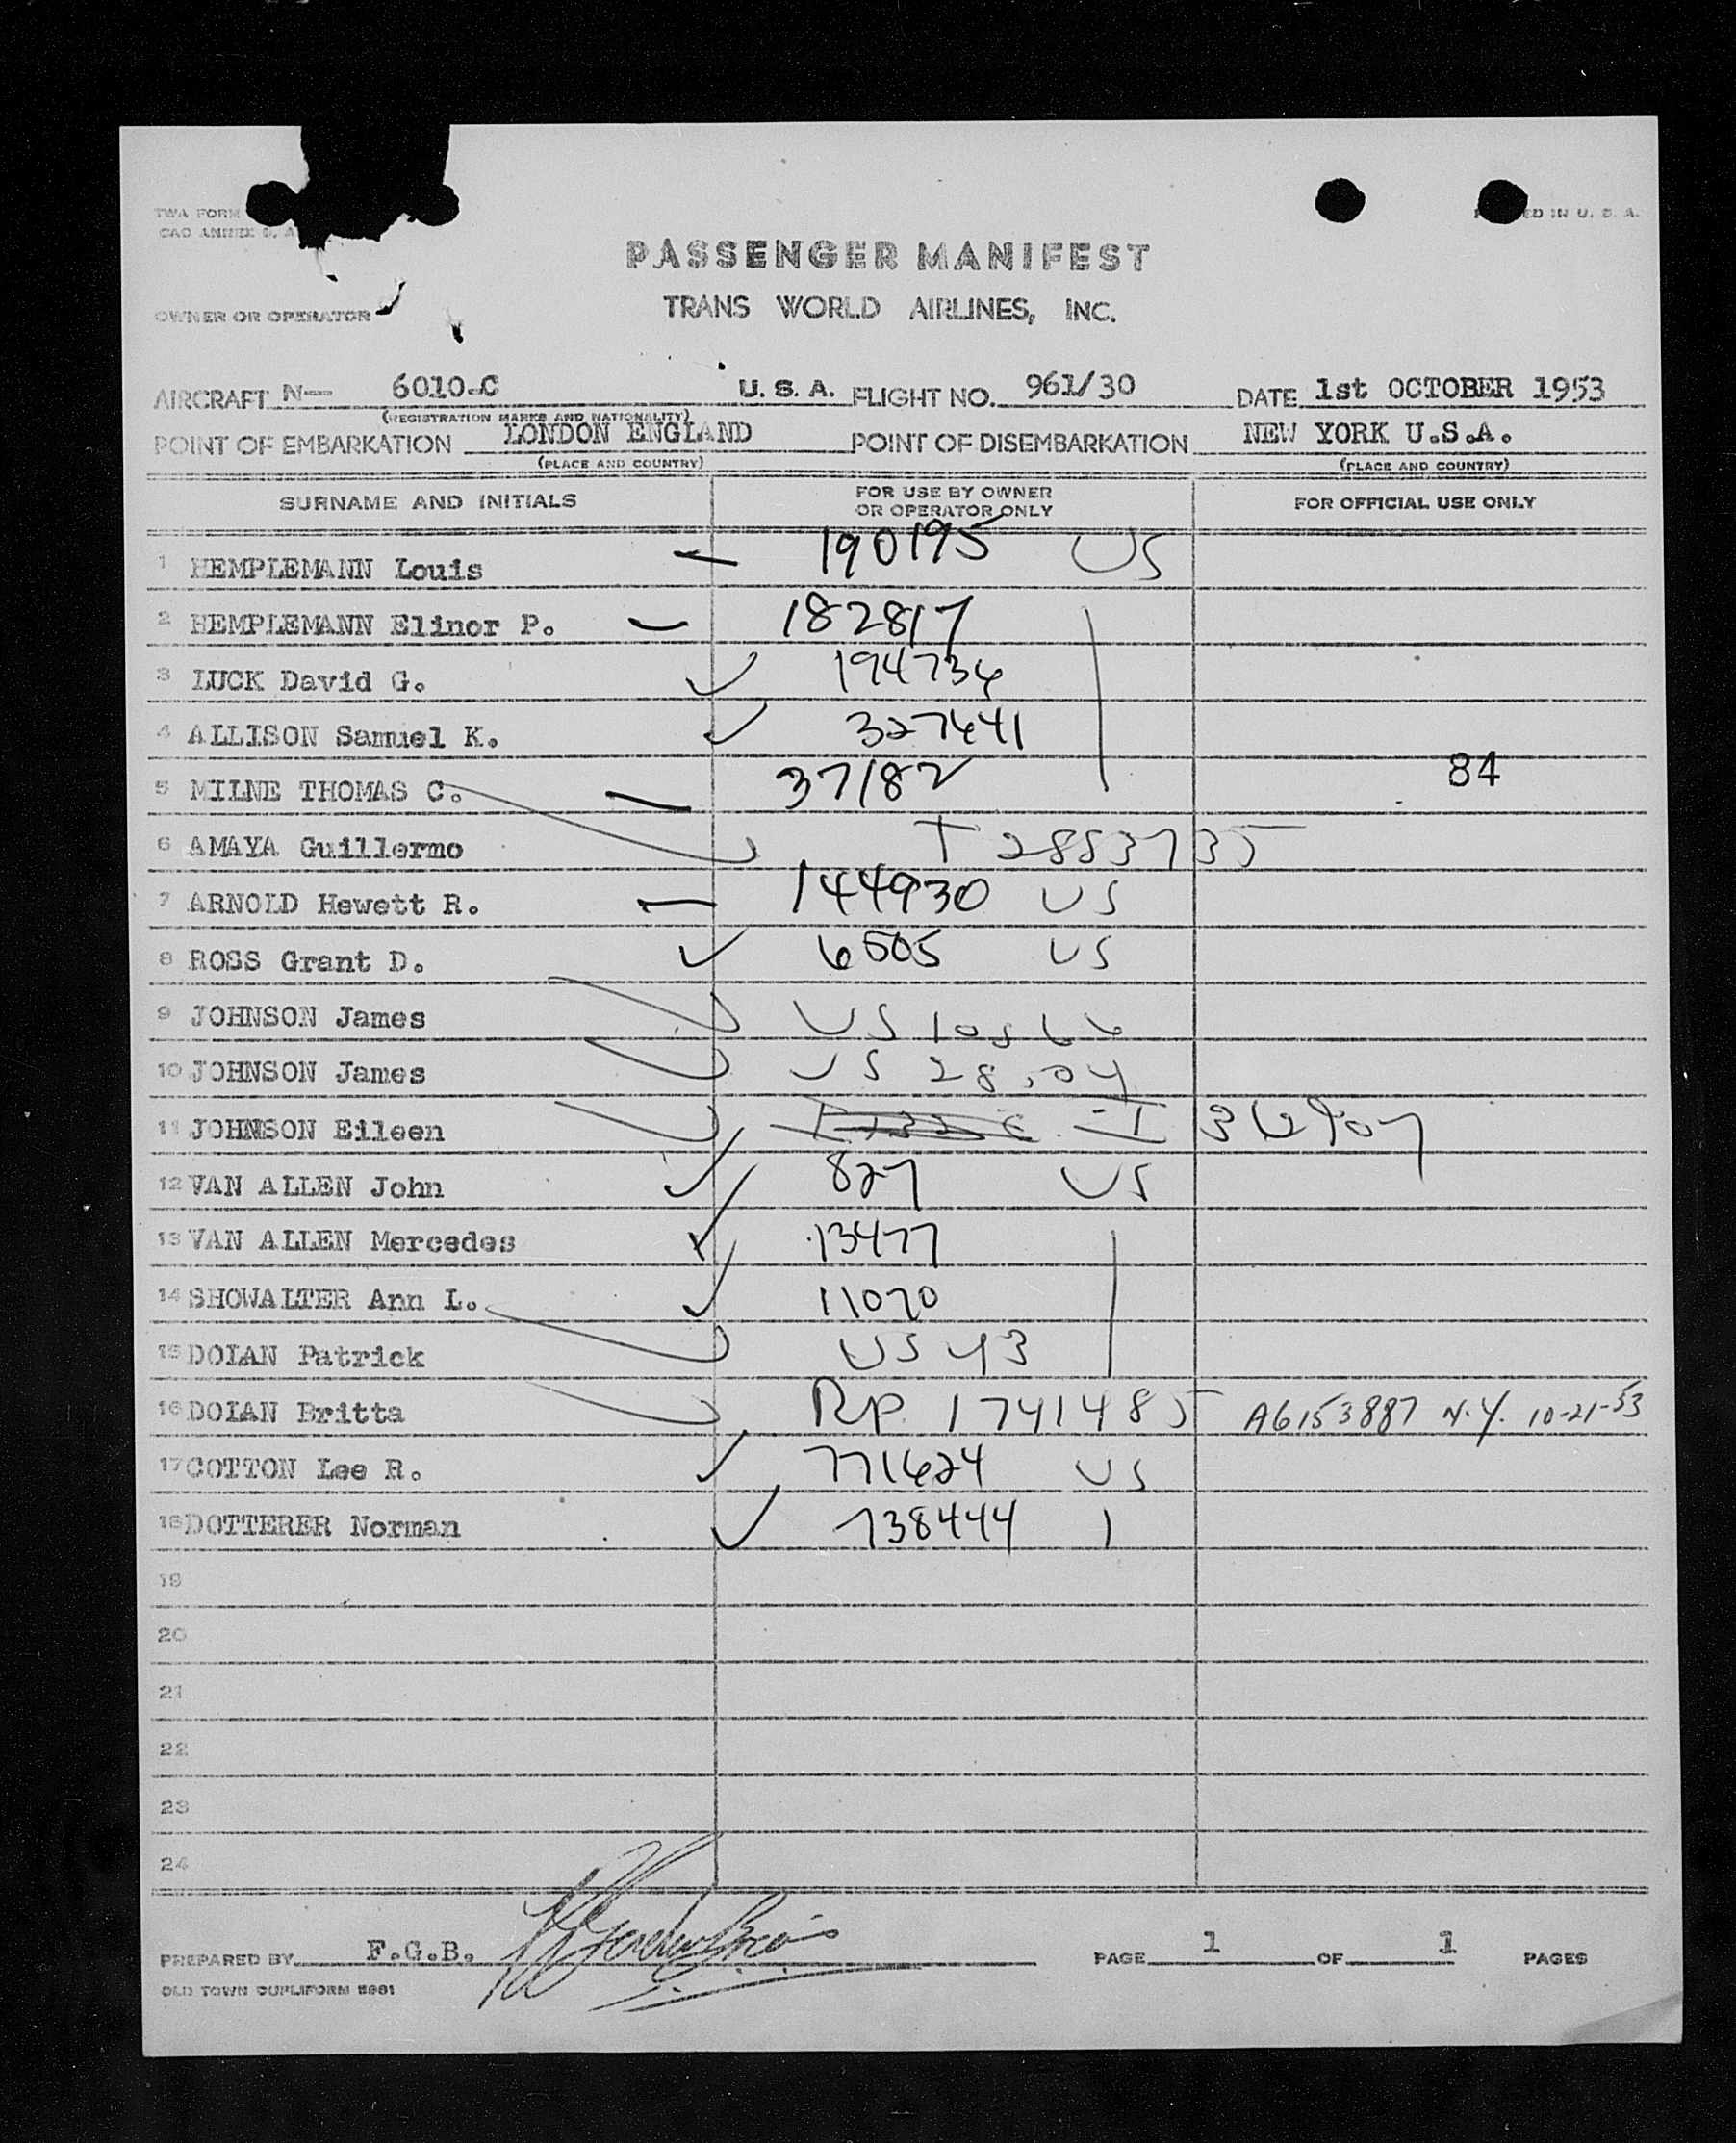 TWA FORM
PASSENGER MANIFEST
TRANS WORLD AIRLINES, INC.
OWNER OR OPERATOR
AIRCRAFT N— 6010-C U.S.A. FLIGHT NO. 961/30 DATE 1st OCTOBER 1953
(REGISTRATION MARKS AND NATIONALITY)
POINT OF EMBARKATION LONDON ENGLAND POINT OF DISEMBARKATION NEW YORK U.S.A.
(PLACE AND COUNTRY) (PLACE AND COUNTRY)
SURNAME AND INITIALS FOR USE BY OWNER OR OPERATOR ONLY FOR OFFICIAL USE ONLY
1 HEMPLEMANN Louis — 190195 US
2 HEMPLEMANN Elinor P. — 182817
3 LUCK David G. ✓ 194736
4 ALLISON Samuel K. ✓ 327641
5 MILNE THOMAS C. — 37182 84
6 AMAYA Guillermo T 2853735
7 ARNOLD Hewett R. — 144930 US
8 ROSS Grant D. ✓ 6505 US
9 JOHNSON James US 10566
10 JOHNSON James US
11 JOHNSON Eileen
12 VAN ALLEN John ✓ 827 US
13 VAN ALLEN Mercedes ✓ 13477
14 SHOWALTER Ann L. ✓ 11070
15 DOLAN Patrick US 43
16 DOLAN Britta RP 1741485 A6153887 N.Y. 10-21-53
17 COTTON Lee R. ✓ 771624 US
18 DOTTERER Norman ✓ 738444
19
20
21
22
23
24
PREPARED BY F.G.B. PAGE 1 OF 1 PAGES
OLD TOWN DUPLIFORM 5981